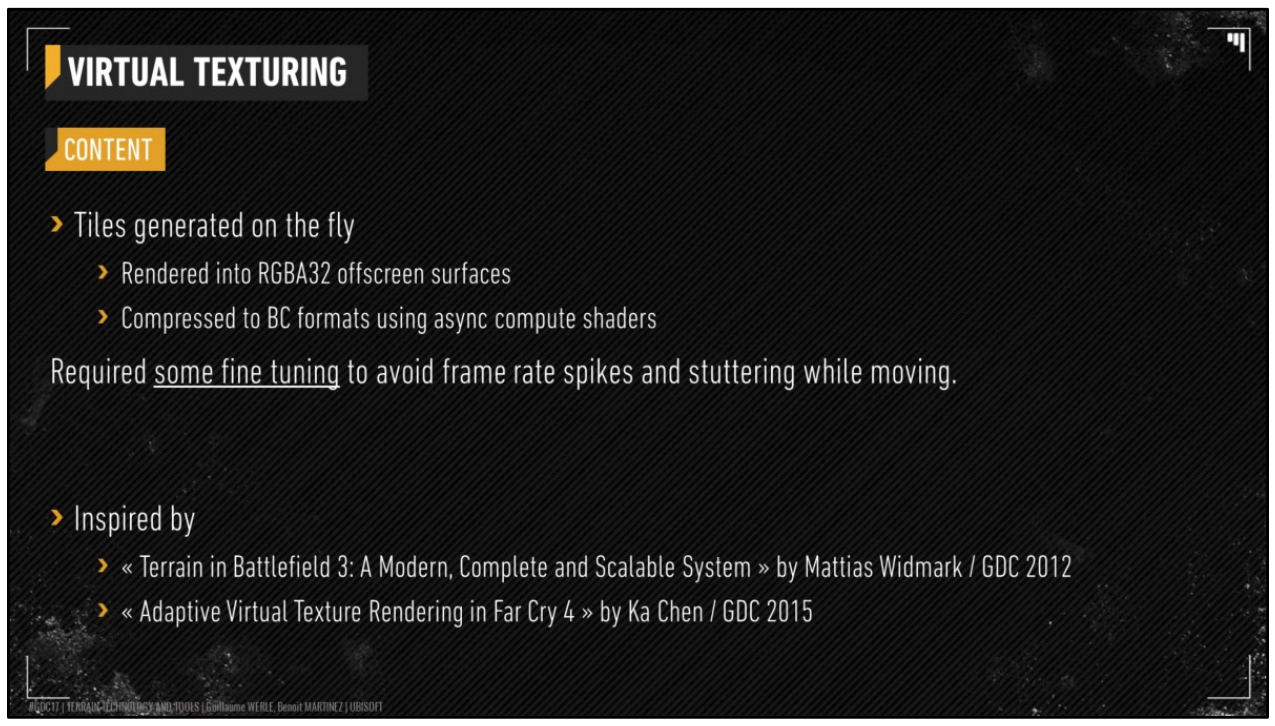 VIRTUAL TEXTURING
CONTENT
› Tiles generated on the fly
› Rendered into RGBA32 offscreen surfaces
› Compressed to BC formats using async compute shaders
Required some fine tuning to avoid frame rate spikes and stuttering while moving.
› Inspired by
› « Terrain in Battlefield 3: A Modern, Complete and Scalable System » by Mattias Widmark / GDC 2012
› « Adaptive Virtual Texture Rendering in Far Cry 4 » by Ka Chen / GDC 2015
#GDC17 | TERRAIN TECHNOLOGY AND TOOLS | Guillaume WERLE, Benoit MARTINEZ | UBISOFT